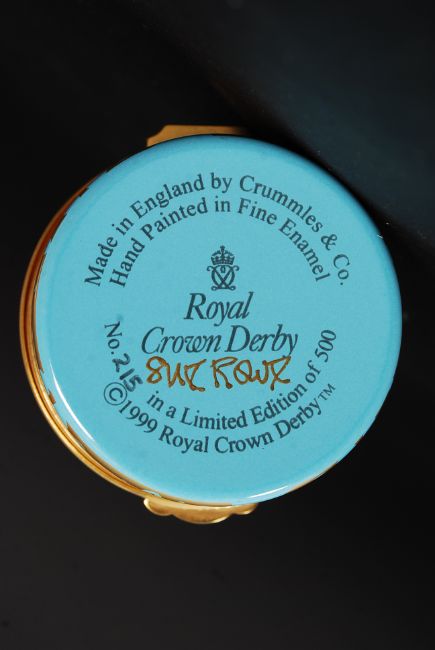 Made in England by Crummles & Co.
Hand Painted in Fine Enamel
Royal
Crown Derby
Sue Rowe
No. 215 in a Limited Edition of 500
©1999 Royal Crown Derby™